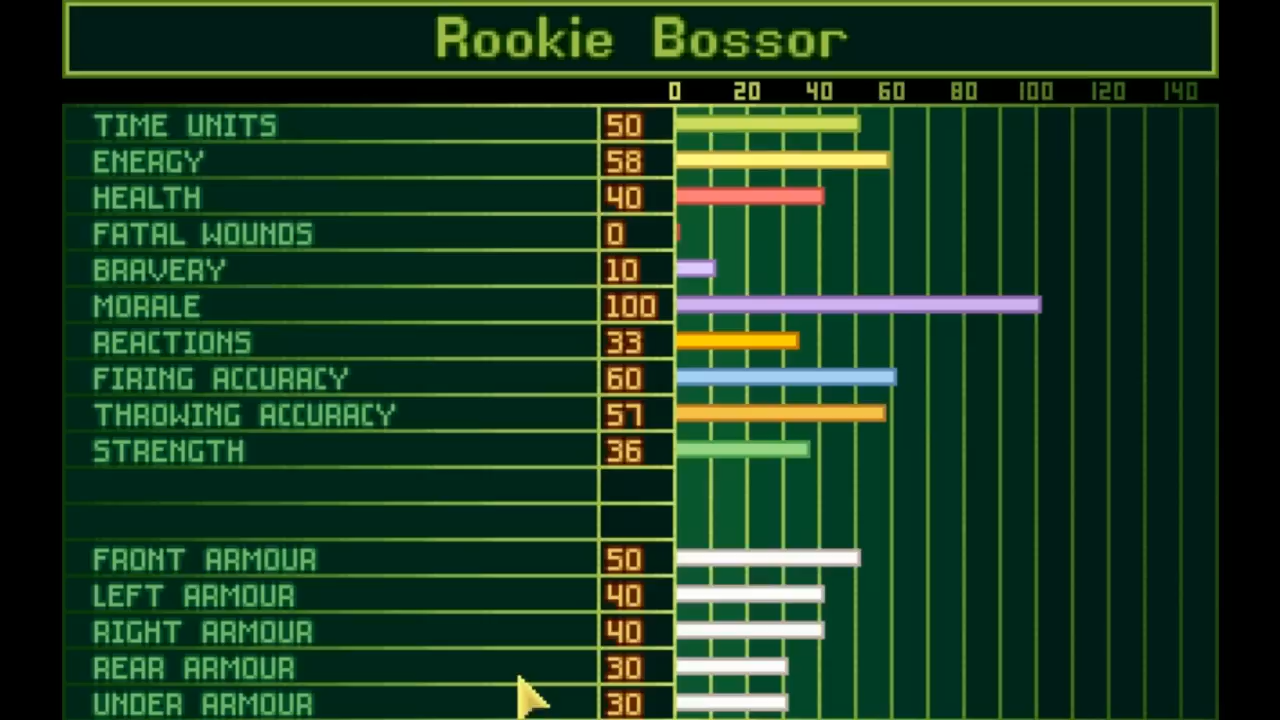 Rookie Bossor
0 20 40 60 80 100 120 140
TIME UNITS 50
ENERGY 58
HEALTH 40
FATAL WOUNDS 0
BRAVERY 10
MORALE 100
REACTIONS 33
FIRING ACCURACY 60
THROWING ACCURACY 57
STRENGTH 36
FRONT ARMOUR 50
LEFT ARMOUR 40
RIGHT ARMOUR 40
REAR ARMOUR 30
UNDER ARMOUR 30